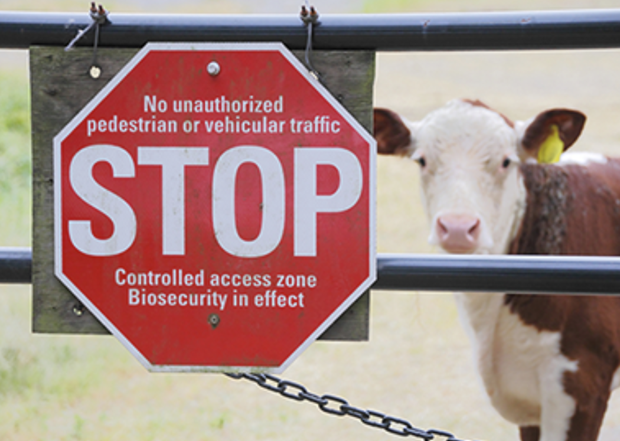 No unauthorized
pedestrian or vehicular traffic
STOP
Controlled access zone
Biosecurity in effect